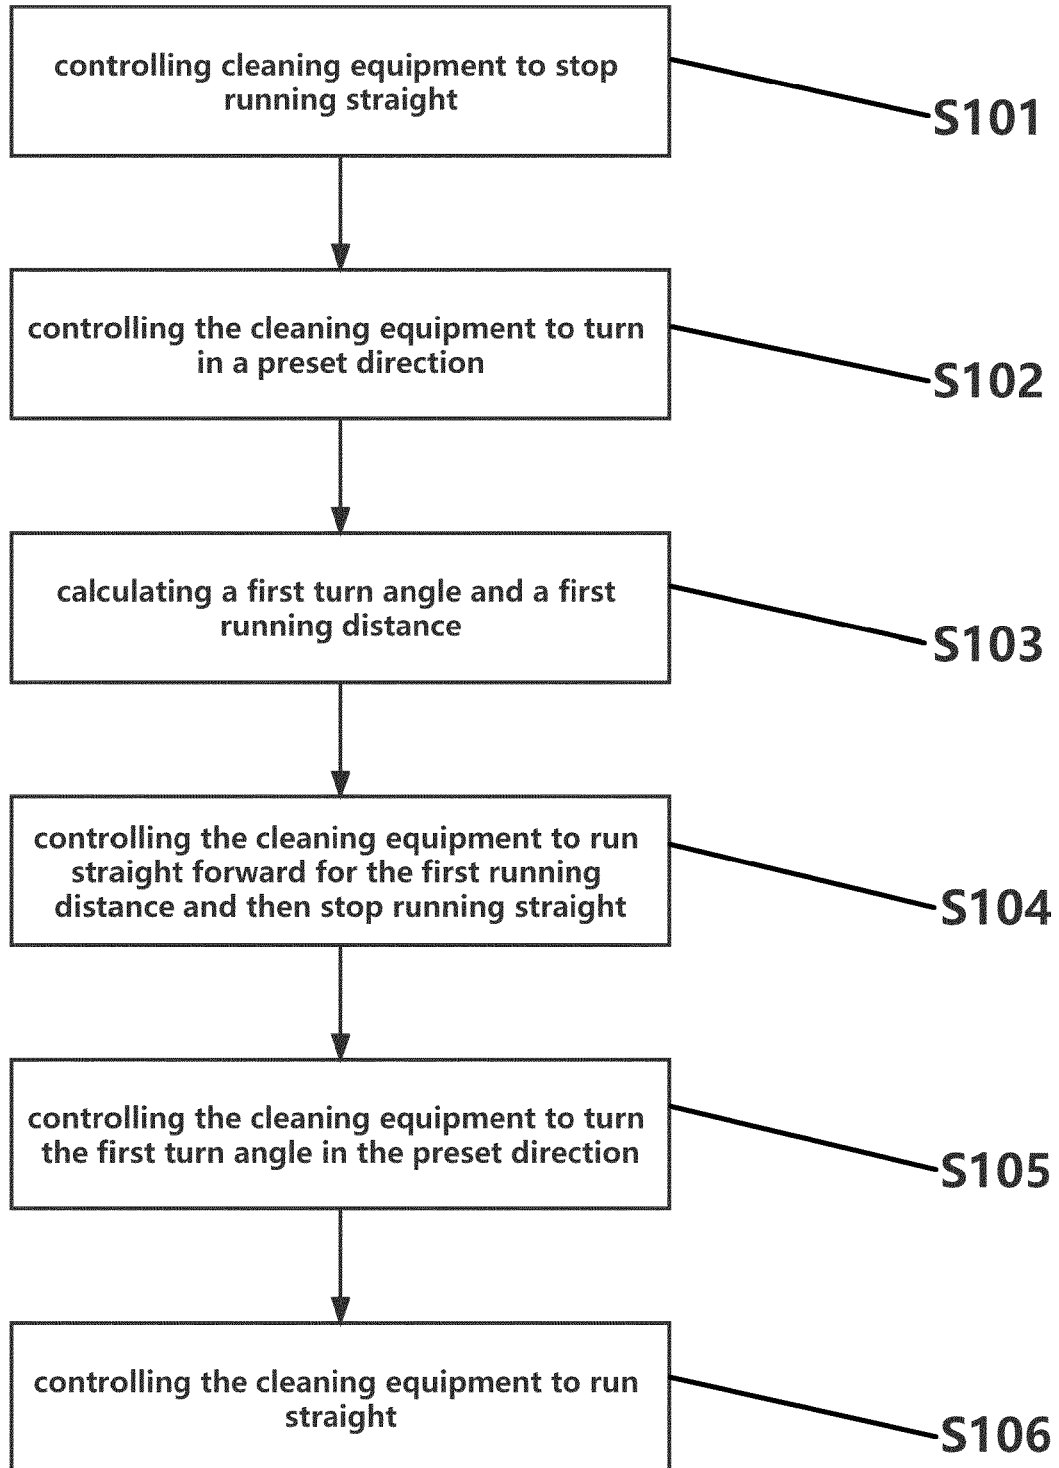 controlling cleaning equipment to stop
running straight
S101
controlling the cleaning equipment to turn
in a preset direction
S102
calculating a first turn angle and a first
running distance
S103
controlling the cleaning equipment to run
straight forward for the first running
distance and then stop running straight
S104
controlling the cleaning equipment to turn
the first turn angle in the preset direction
S105
controlling the cleaning equipment to run
straight
S106